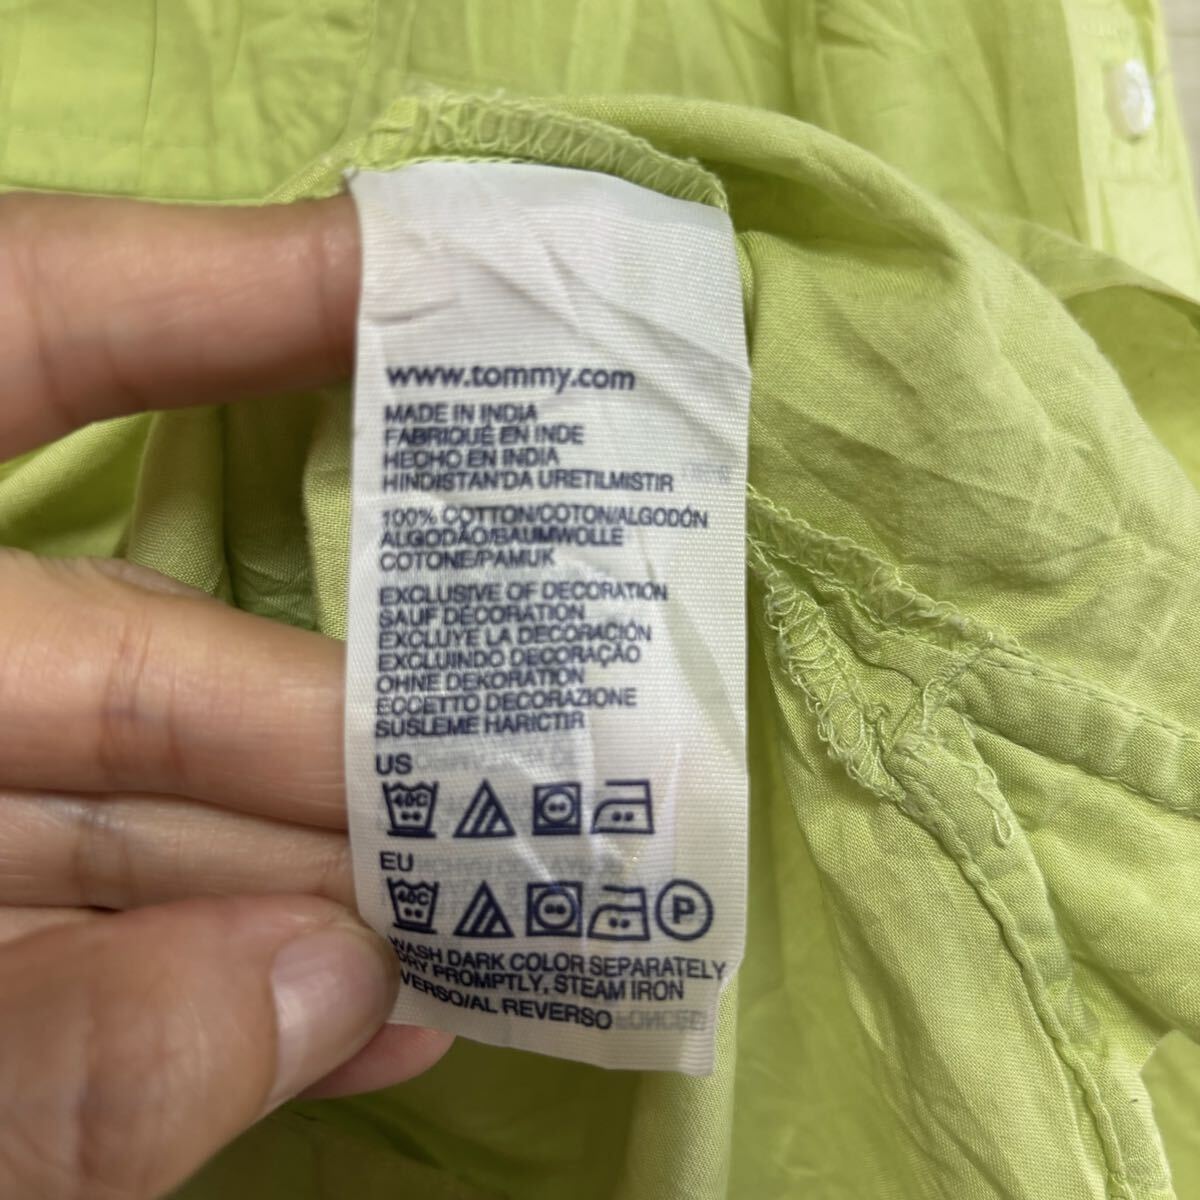 www.tommy.com
MADE IN INDIA
FABRIQUÉ EN INDE
HECHO EN INDIA
HINDISTAN'DA URETILMISTIR
100% COTTON/COTON/ALGODÓN
ALGODÃO/BAUMWOLLE
COTONE/PAMUK
EXCLUSIVE OF DECORATION
SAUF DÉCORATION
EXCLUYE LA DECORACIÓN
EXCLUINDO DECORAÇÃO
OHNE DEKORATION
ECCETTO DECORAZIONE
SUSLEME HARICTIR
US
40C
EU
40C P
WASH DARK COLOR SEPARATELY
DRY PROMPTLY, STEAM IRON
VERSO/AL REVERSO